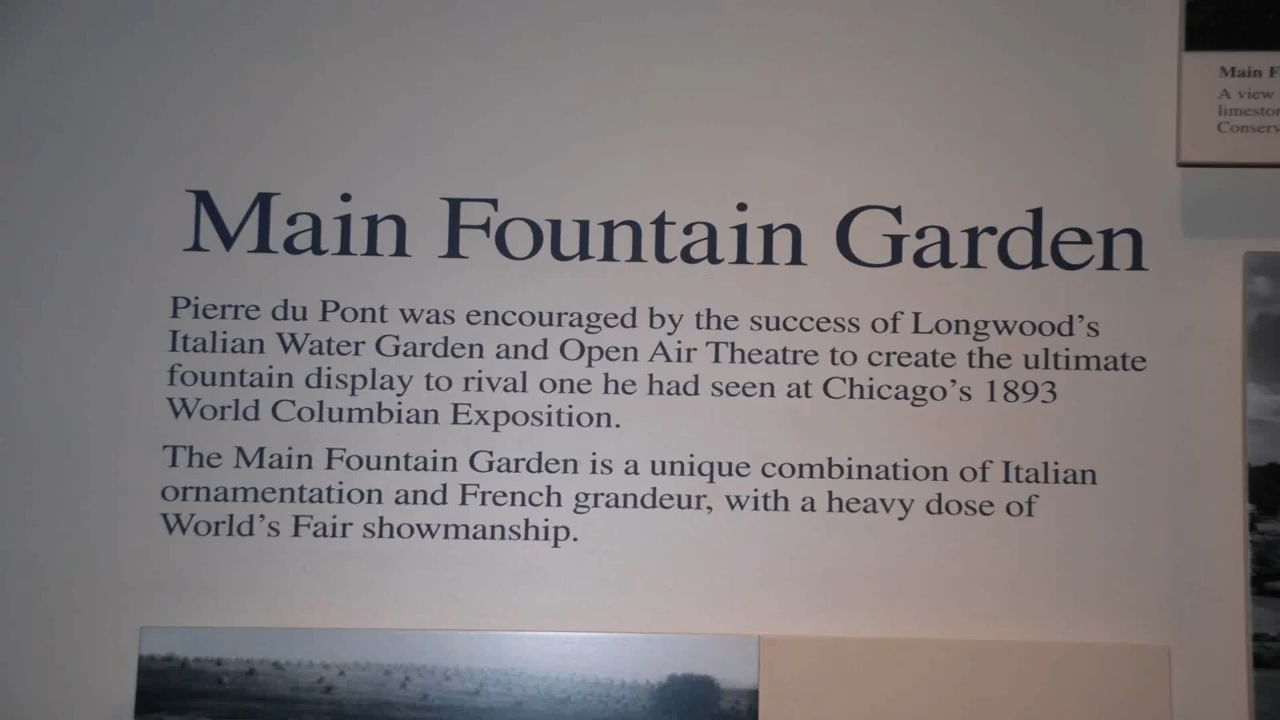 Main Fountain Garden
Pierre du Pont was encouraged by the success of Longwood's
Italian Water Garden and Open Air Theatre to create the ultimate
fountain display to rival one he had seen at Chicago's 1893
World Columbian Exposition.
The Main Fountain Garden is a unique combination of Italian
ornamentation and French grandeur, with a heavy dose of
World's Fair showmanship.
Main F
A view
limesto
Conserv